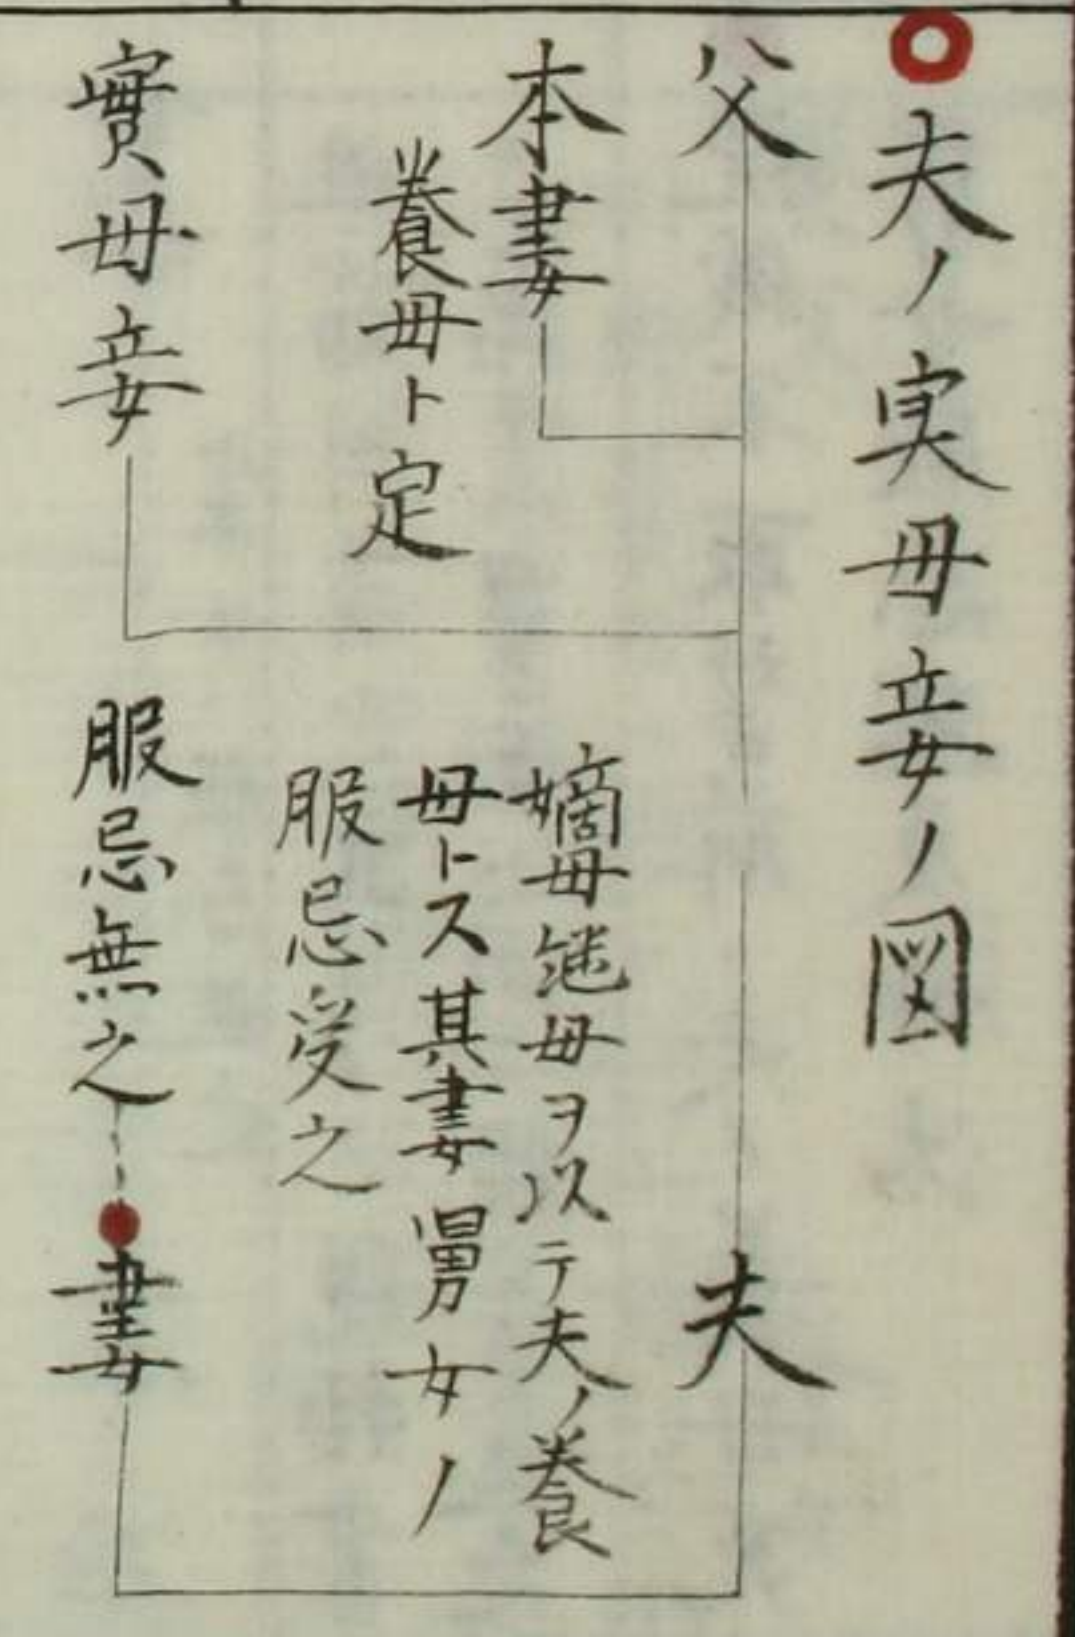 夫ノ実母妾ノ図
父
夫
本妻
養母ト定
嫡母継母ヲ以テ夫ノ養
母トス其妻舅女ノ
服忌受之
實母妾
服忌無之
妻